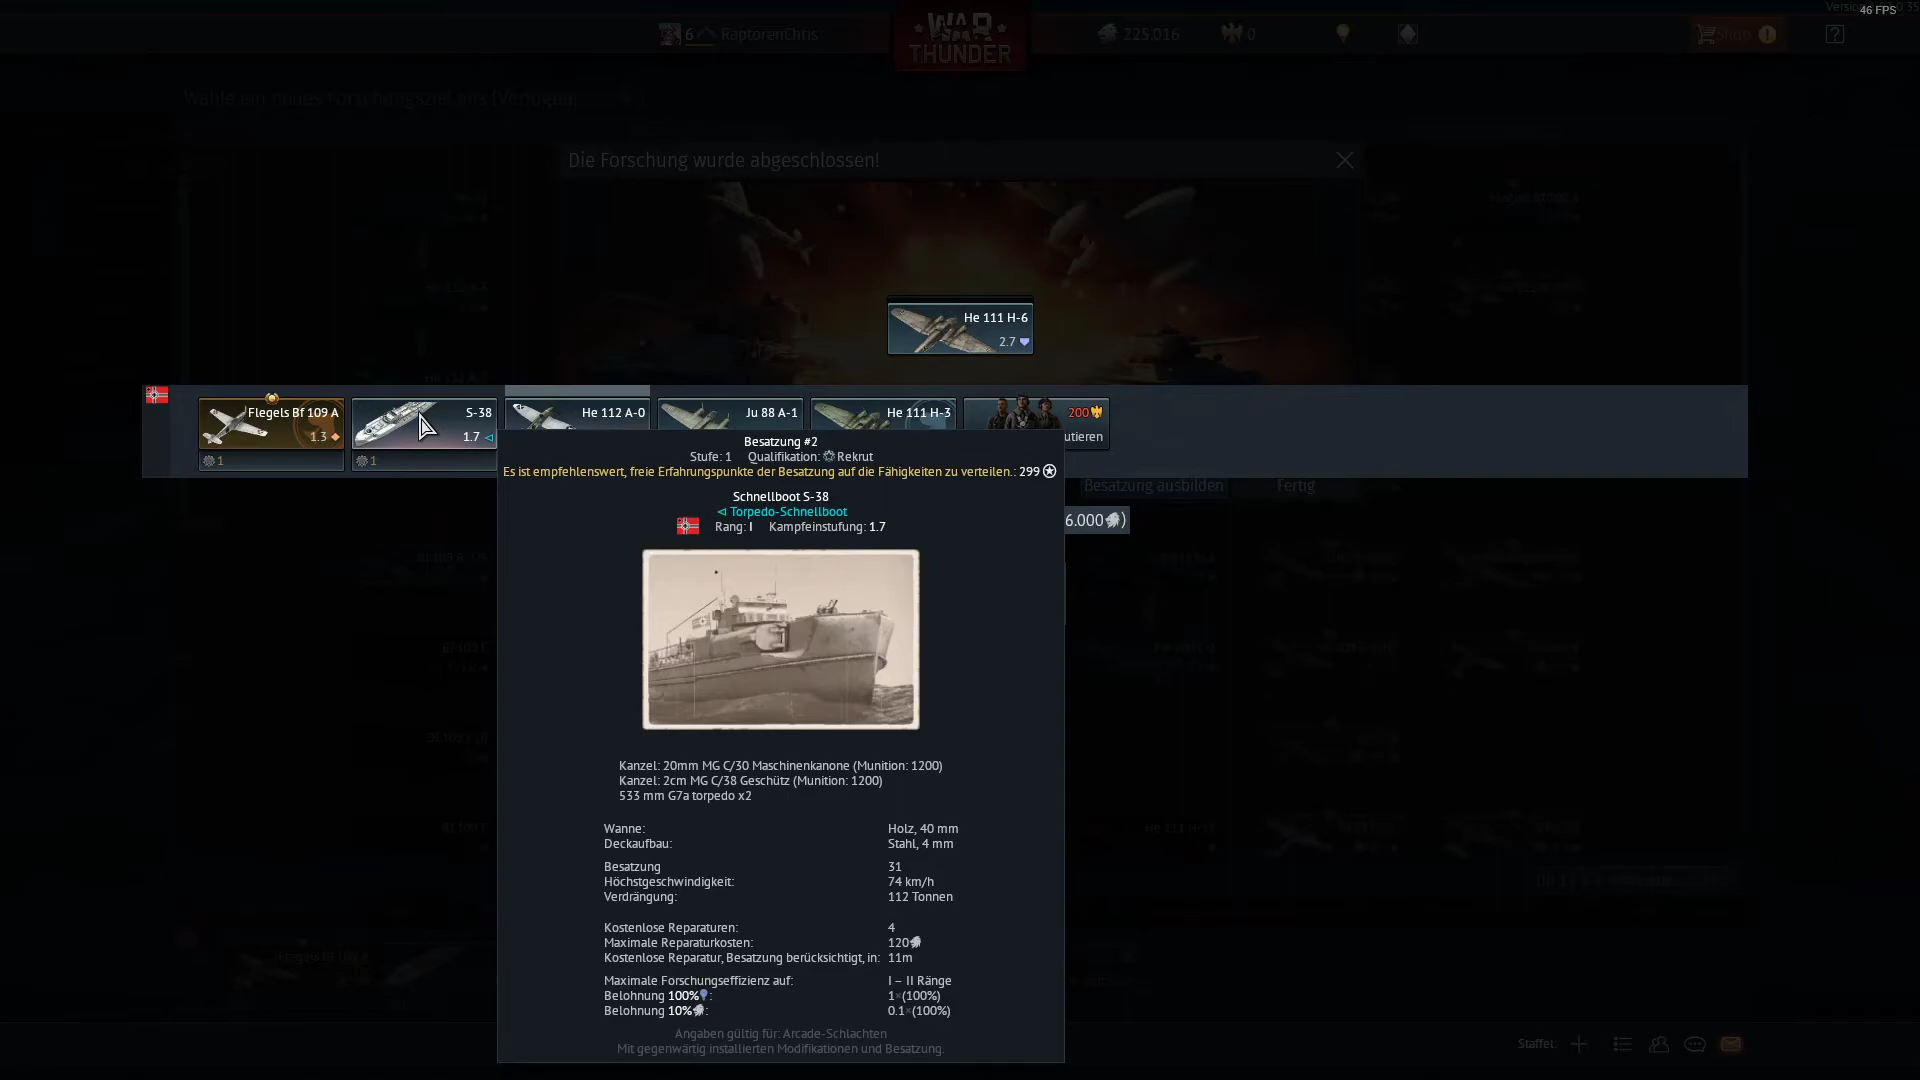 46 FPS
6 RaptorenChris
WAR THUNDER
225.016
0
Shop
Die Forschung wurde abgeschlossen!
He 111 H-6
2.7
Flegels Bf 109 A
1.3
1
S-38
1.7
1
He 112 A-0
Ju 88 A-1
He 111 H-3
200
utieren
Besatzung #2
Stufe: 1 Qualifikation: Rekrut
Es ist empfehlenswert, freie Erfahrungspunkte der Besatzung auf die Fähigkeiten zu verteilen.: 299
Besatzung ausbilden
Fertig
6.000)
Schnellboot S-38
Torpedo-Schnellboot
Rang: I Kampfeinstufung: 1.7
Kanzel: 20mm MG C/30 Maschinenkanone (Munition: 1200)
Kanzel: 2cm MG C/38 Geschütz (Munition: 1200)
533 mm G7a torpedo x2
Wanne: Holz, 40 mm
Deckaufbau: Stahl, 4 mm
Besatzung 31
Höchstgeschwindigkeit: 74 km/h
Verdrängung: 112 Tonnen
Kostenlose Reparaturen: 4
Maximale Reparaturkosten: 120
Kostenlose Reparatur, Besatzung berücksichtigt, in: 11m
Maximale Forschungseffizienz auf: I – II Ränge
Belohnung 100%: 1×(100%)
Belohnung 10%: 0.1×(100%)
Angaben gültig für: Arcade-Schlachten
Mit gegenwärtig installierten Modifikationen und Besatzung.
Staffel: